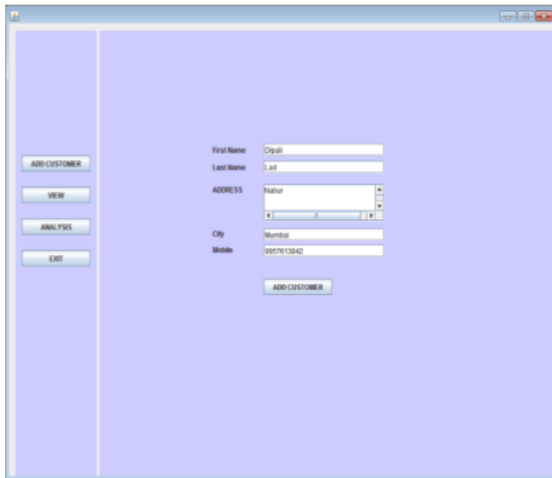 ADD CUSTOMER
VIEW
ANALYSIS
EXIT
First Name Dipali
Last Name Lad
ADDRESS Nahur
City Mumbai
Mobile 9957613842
ADD CUSTOMER